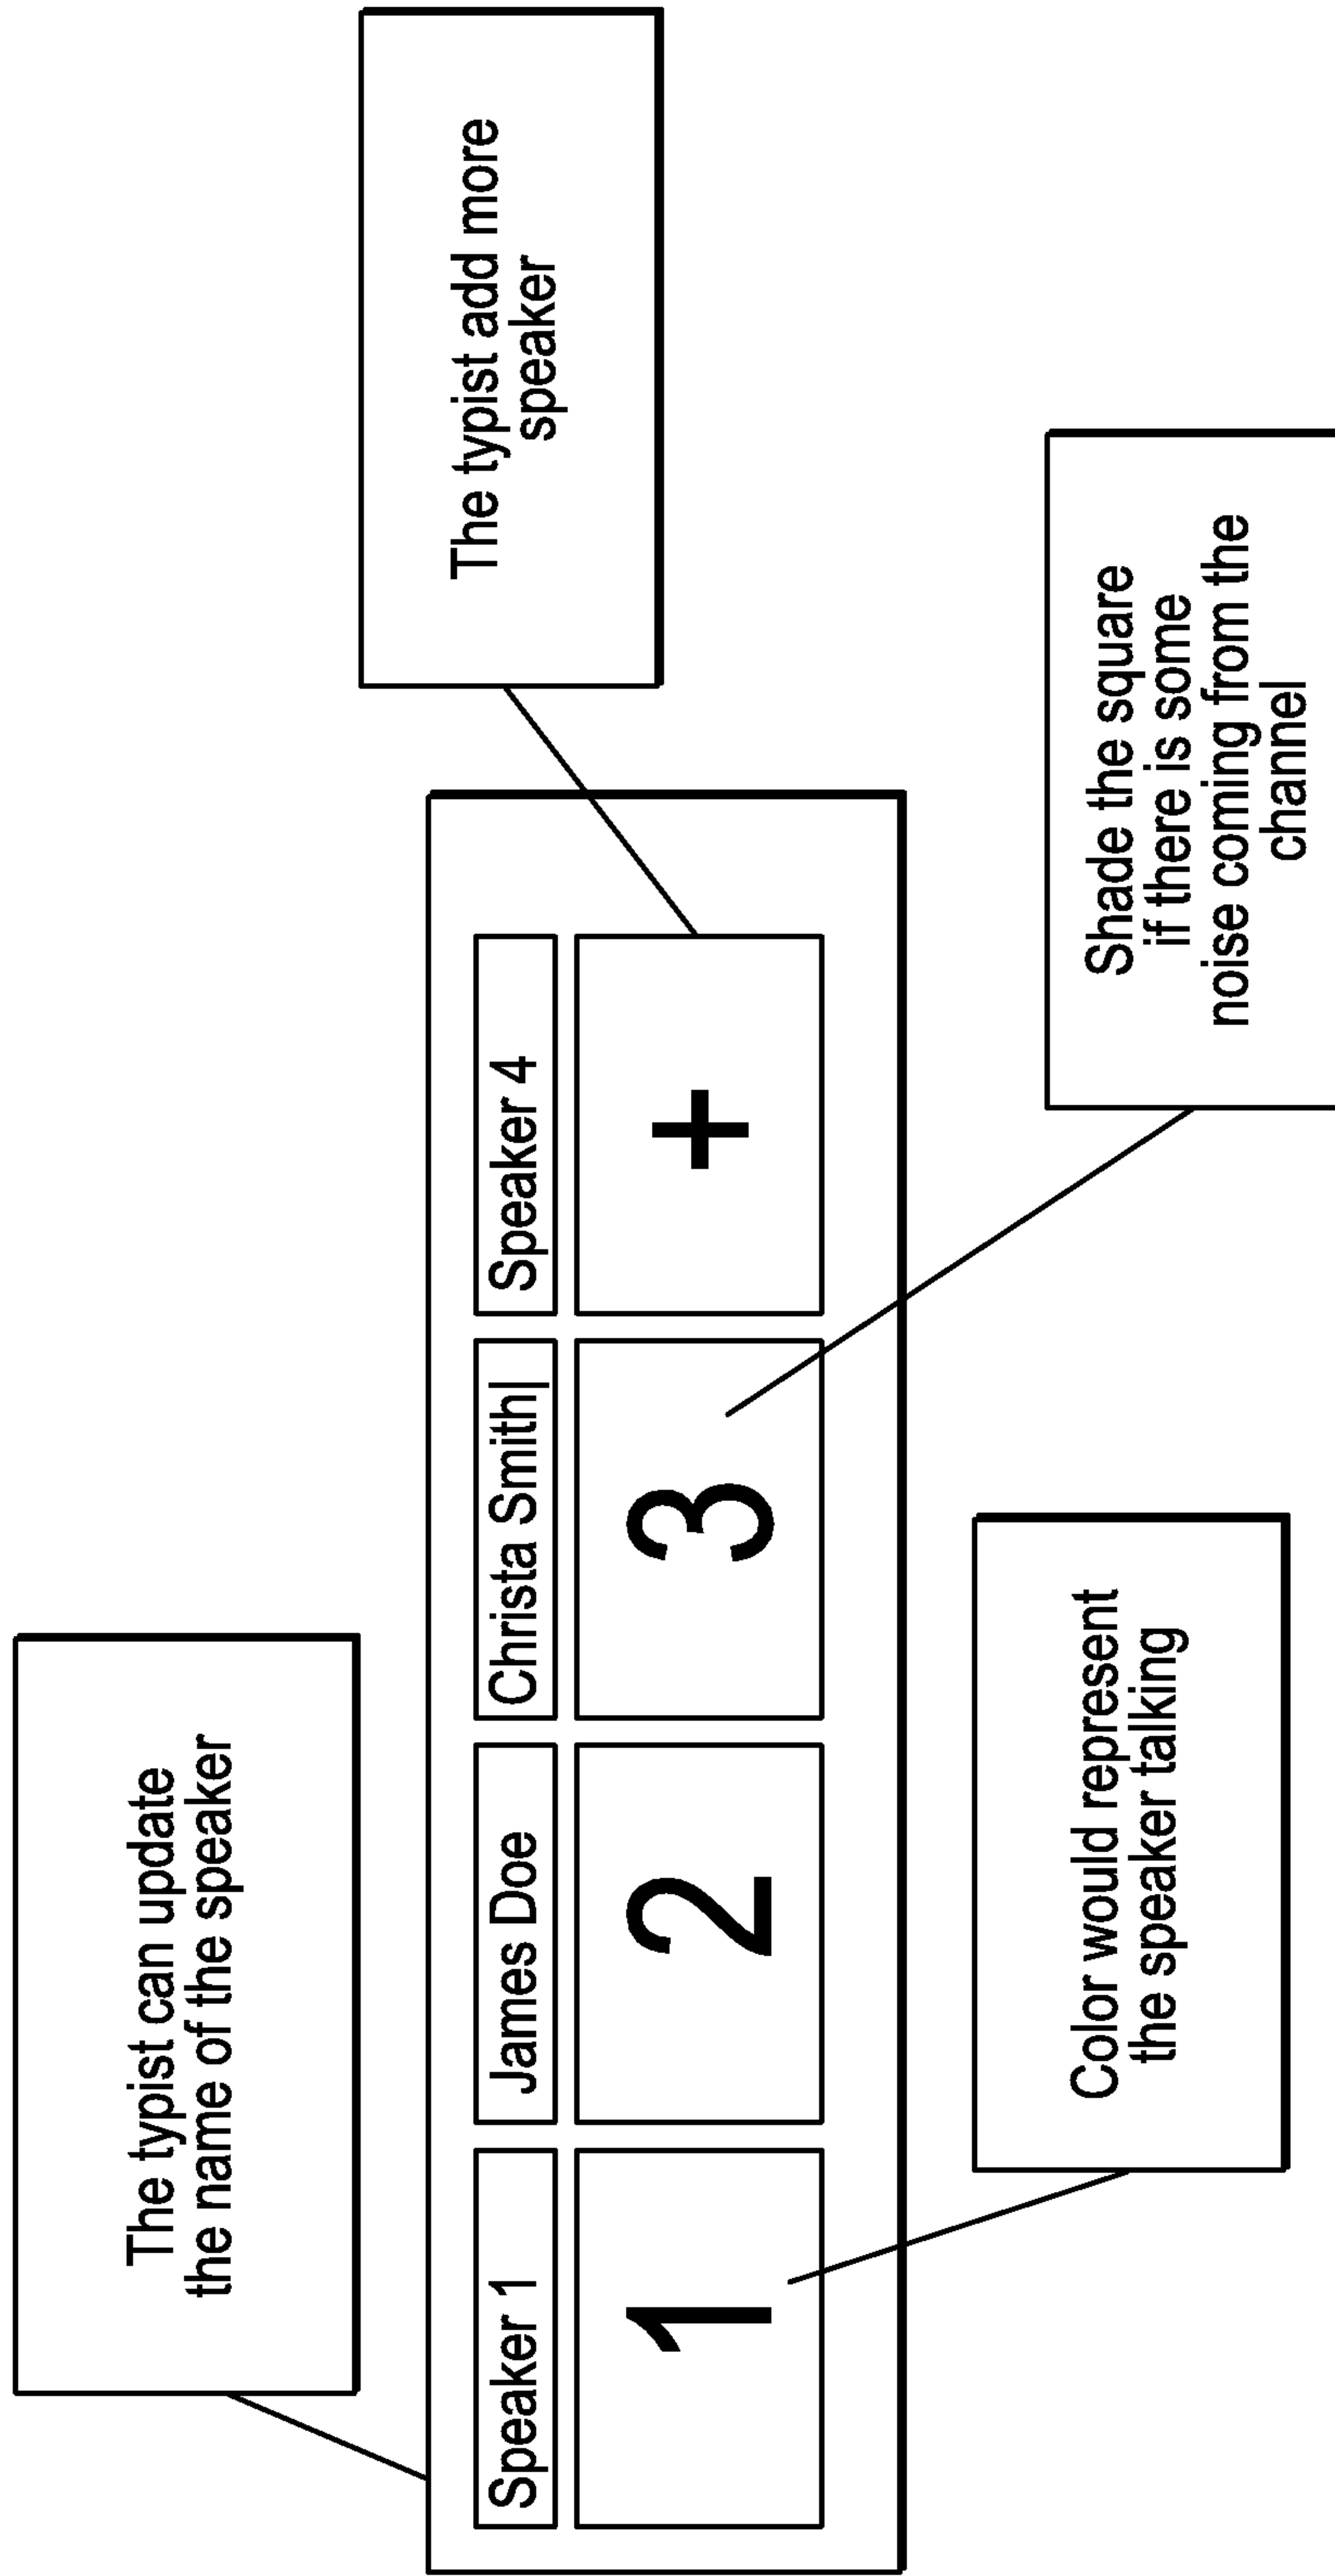 The typist can update
the name of the speaker
The typist add more
speaker
Speaker 1
James Doe
Christa Smith|
Speaker 4
1
2
3
+
Color would represent
the speaker talking
Shade the square
if there is some
noise coming from the
channel